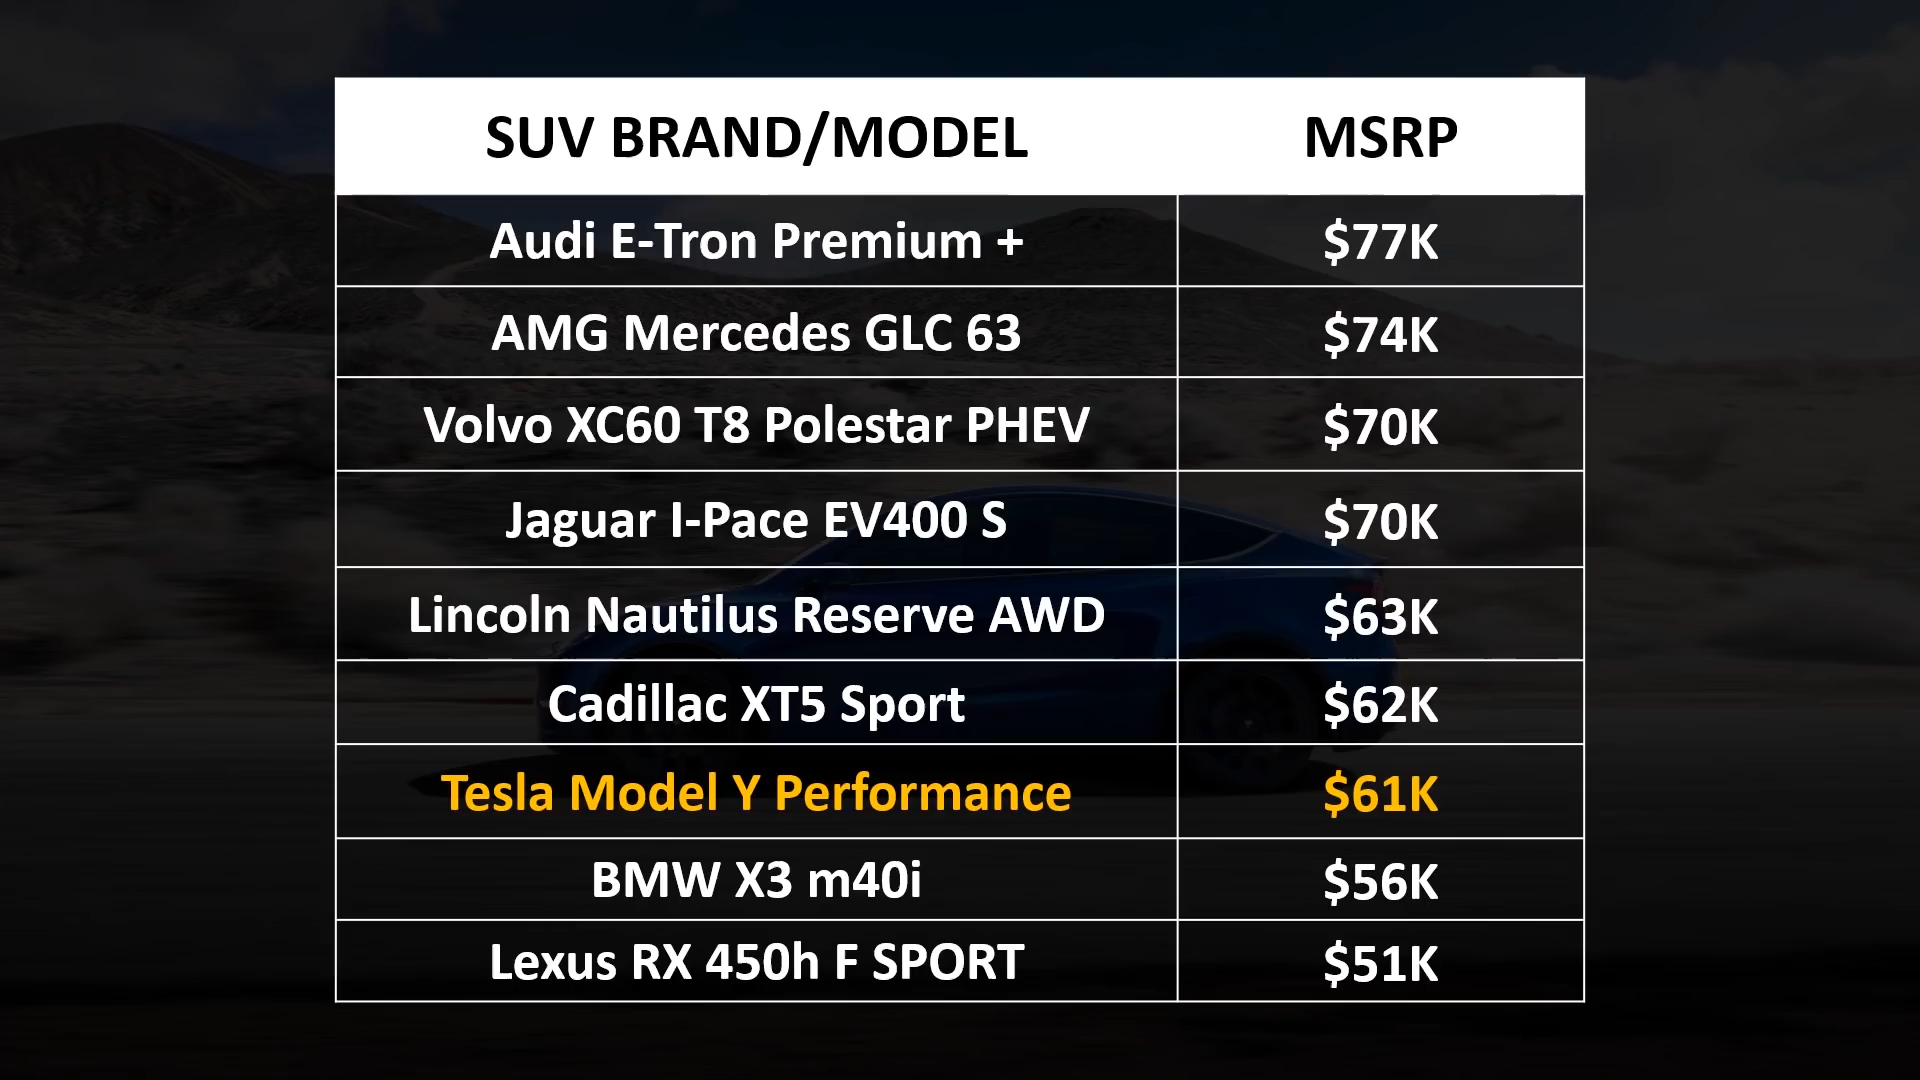 SUV BRAND/MODEL MSRP
Audi E-Tron Premium + $77K
AMG Mercedes GLC 63 $74K
Volvo XC60 T8 Polestar PHEV $70K
Jaguar I-Pace EV400 S $70K
Lincoln Nautilus Reserve AWD $63K
Cadillac XT5 Sport $62K
Tesla Model Y Performance $61K
BMW X3 m40i $56K
Lexus RX 450h F SPORT $51K